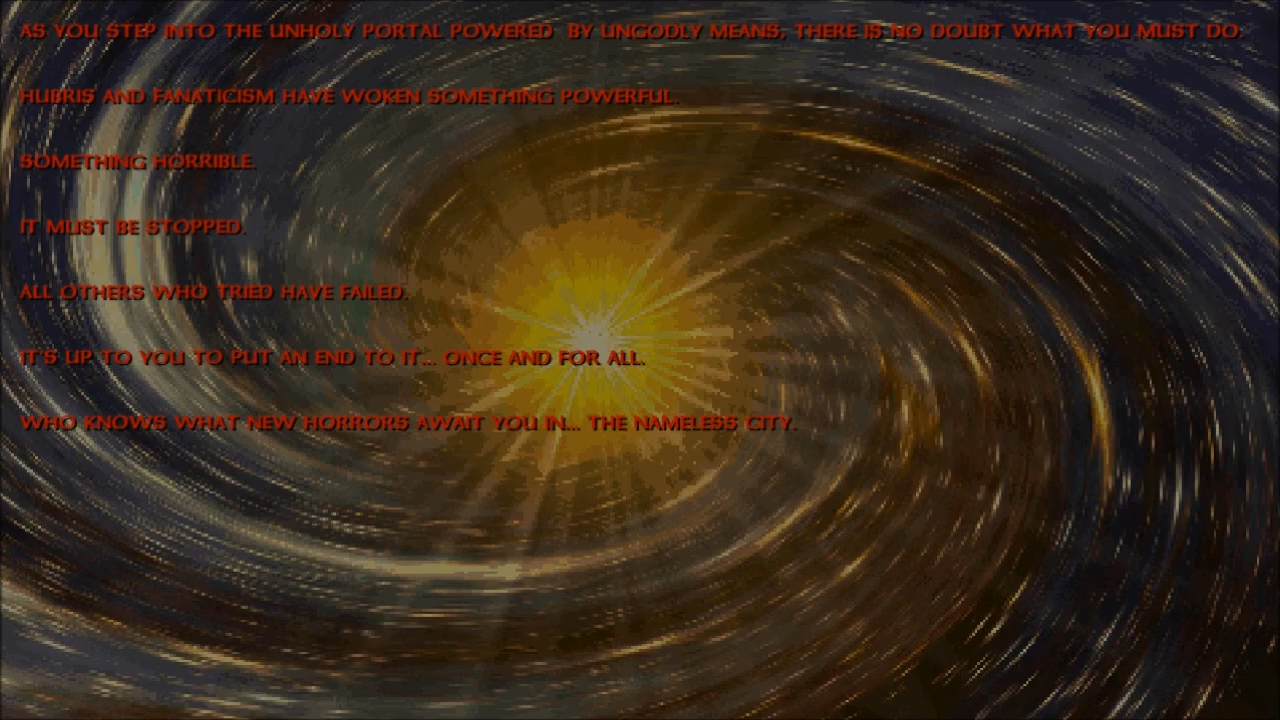 AS YOU STEP INTO THE UNHOLY PORTAL POWERED  BY UNGODLY MEANS, THERE IS NO DOUBT WHAT YOU MUST DO.
HUBRIS AND FANATICISM HAVE WOKEN SOMETHING POWERFUL.
SOMETHING HORRIBLE.
IT MUST BE STOPPED.
ALL OTHERS WHO TRIED HAVE FAILED.
IT'S UP TO YOU TO PUT AN END TO IT... ONCE AND FOR ALL.
WHO KNOWS WHAT NEW HORRORS AWAIT YOU IN... THE NAMELESS CITY.